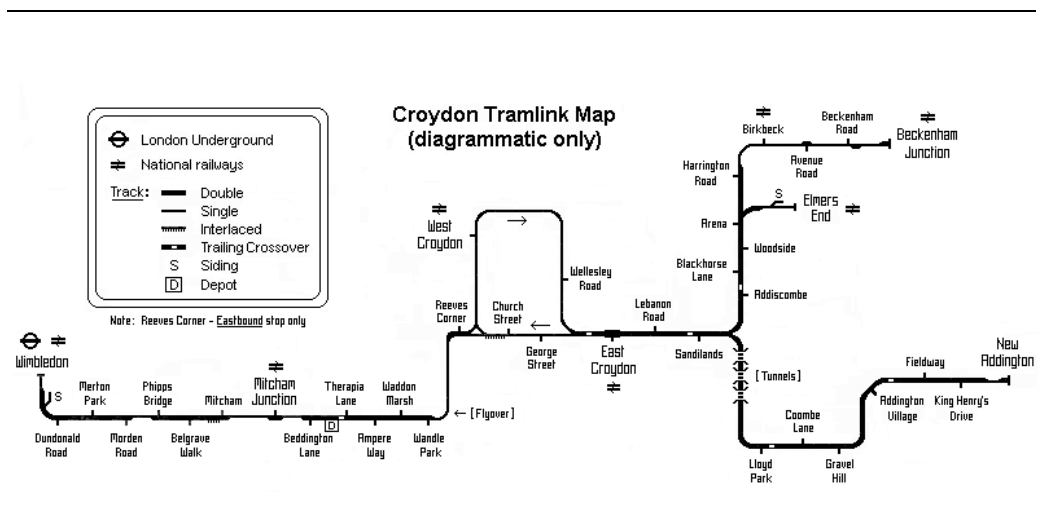 Croydon Tramlink Map
(diagrammatic only)
London Underground
National railways
Track:
Double
Single
Interlaced
Trailing Crossover
S
Siding
D
Depot
Note: Reeves Corner - Eastbound stop only
Birkbeck
Beckenham
Road
Beckenham
Junction
Harrington
Road
Avenue
Road
S
Elmers
End
Arena
Woodside
Blackhorse
Lane
Addiscombe
West
Croydon
Wellesley
Road
Reeves
Corner
Church
Street
Lebanon
Road
George
Street
East
Croydon
Sandilands
[Tunnels]
New
Addington
Fieldway
Addington
Village
King Henry's
Drive
Coombe
Lane
Lloyd
Park
Gravel
Hill
Wimbledon
S
Merton
Park
Phipps
Bridge
Mitcham
Mitcham
Junction
Therapia
Lane
Waddon
Marsh
[Flyover]
D
Dundonald
Road
Morden
Road
Belgrave
Walk
Beddington
Lane
Ampere
Way
Wandle
Park